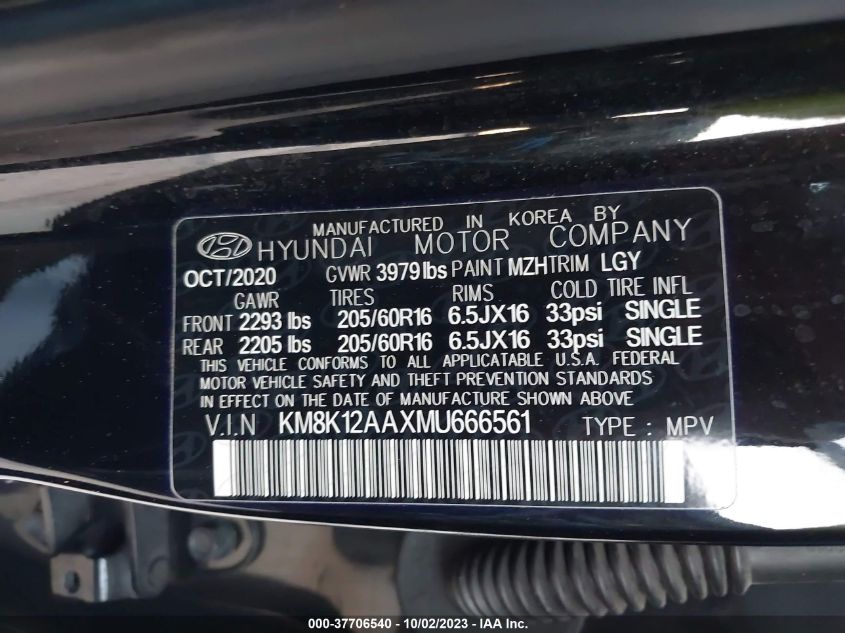 MANUFACTURED IN KOREA BY
HYUNDAI MOTOR COMPANY
OCT/2020 GVWR 3979lbs PAINT MZH TRIM LGY
GAWR TIRES RIMS COLD TIRE INFL
FRONT 2293 lbs 205/60R16 6.5JX16 33psi SINGLE
REAR 2205 lbs 205/60R16 6.5JX16 33psi SINGLE
THIS VEHICLE CONFORMS TO ALL APPLICATABLE U.S.A. FEDERAL
MOTOR VEHICLE SAFETY AND THEFT PREVENTION STANDARDS
IN EFFECT ON THE DATE OF MANUFACTURE SHOWN ABOVE
V.I.N KM8K12AAXMU666561 TYPE : MPV
000-37706540 - 10/02/2023 - © IAA Inc.